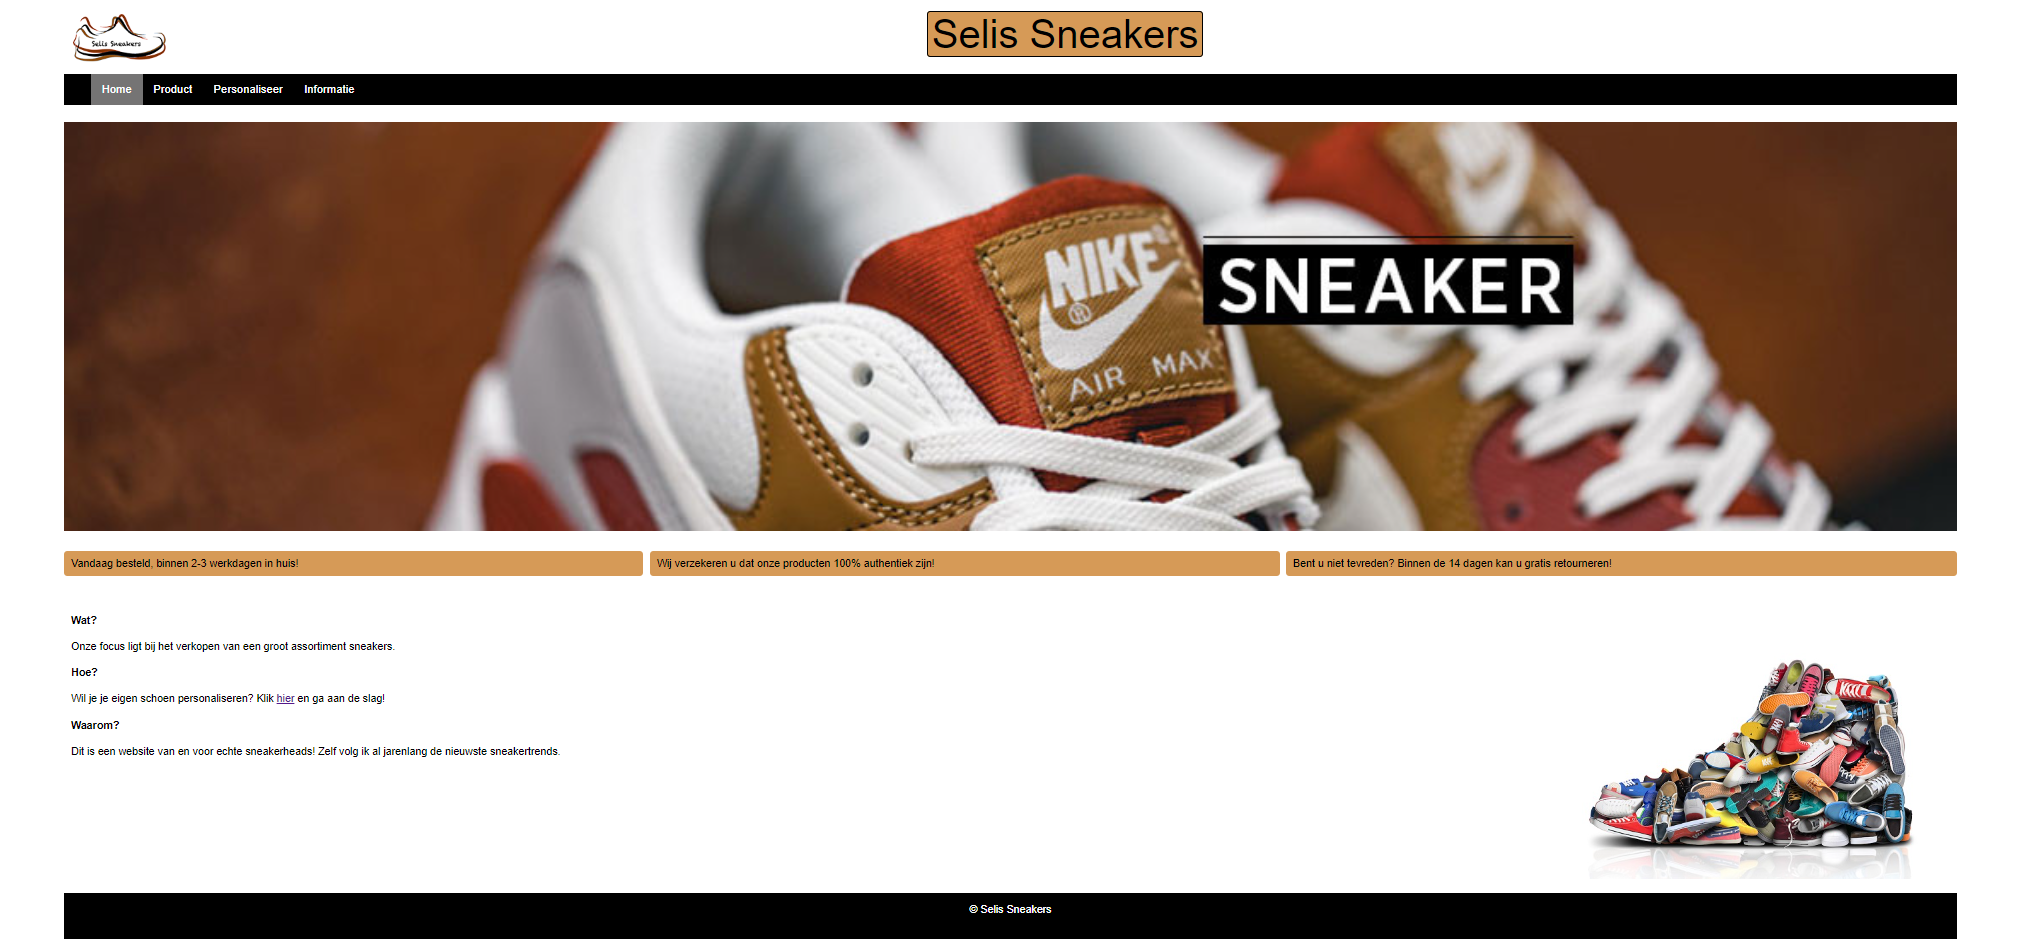 Selis Sneakers
Selis Sneakers
Home Product Personaliseer Informatie
NIKE®
AIR MAX
SNEAKER
Vandaag besteld, binnen 2-3 werkdagen in huis!
Wij verzekeren u dat onze producten 100% authentiek zijn!
Bent u niet tevreden? Binnen de 14 dagen kan u gratis retourneren!
Wat?
Onze focus ligt bij het verkopen van een groot assortiment sneakers.
Hoe?
Wil je je eigen schoen personaliseren? Klik hier en ga aan de slag!
Waarom?
Dit is een website van en voor echte sneakerheads! Zelf volg ik al jarenlang de nieuwste sneakertrends.
© Selis Sneakers